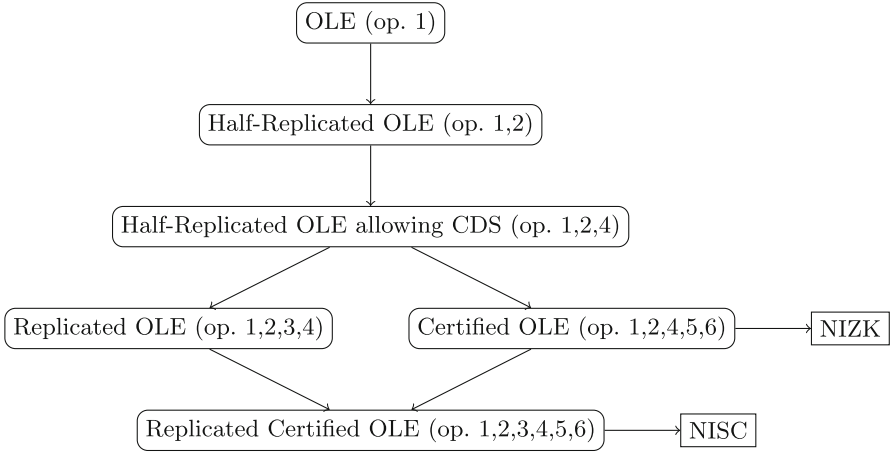 OLE (op. 1)
Half-Replicated OLE (op. 1,2)
Half-Replicated OLE allowing CDS (op. 1,2,4)
Replicated OLE (op. 1,2,3,4)
Certified OLE (op. 1,2,4,5,6)
NIZK
Replicated Certified OLE (op. 1,2,3,4,5,6)
NISC